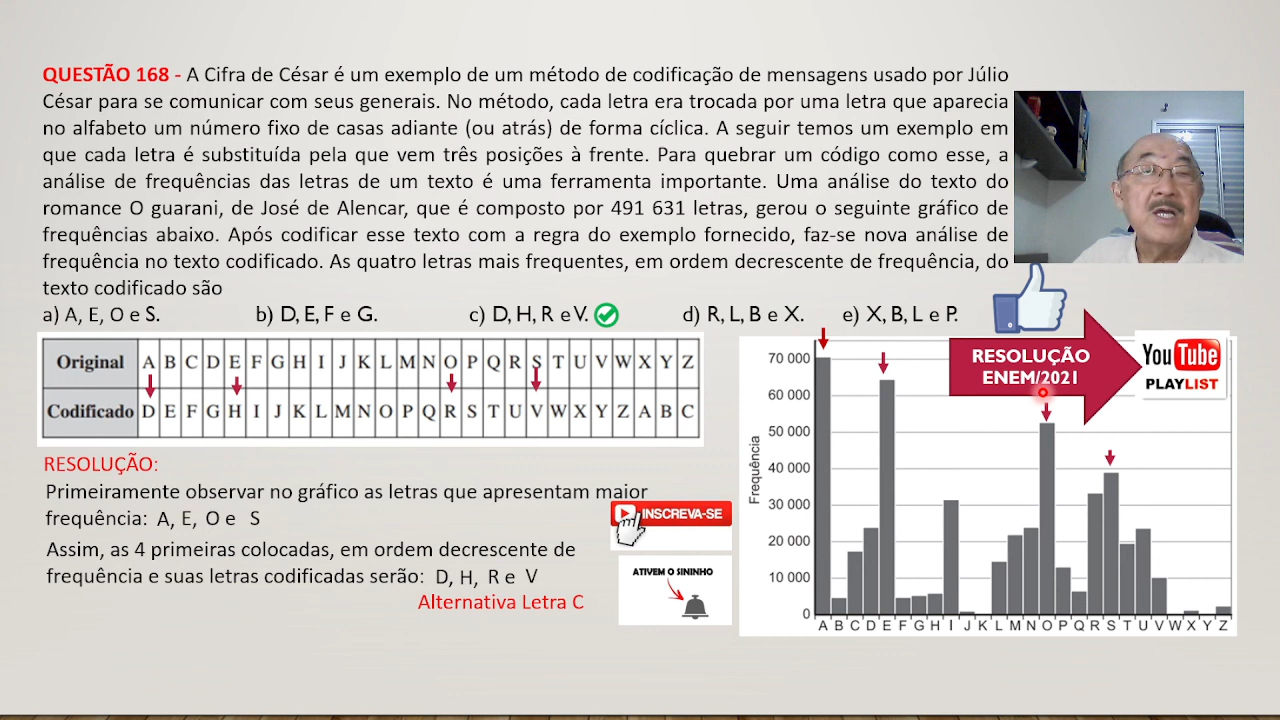 QUESTÃO 168 - A Cifra de César é um exemplo de um método de codificação de mensagens usado por Júlio
César para se comunicar com seus generais. No método, cada letra era trocada por uma letra que aparecia
no alfabeto um número fixo de casas adiante (ou atrás) de forma cíclica. A seguir temos um exemplo em
que cada letra é substituída pela que vem três posições à frente. Para quebrar um código como esse, a
análise de frequências das letras de um texto é uma ferramenta importante. Uma análise do texto do
romance O guarani, de José de Alencar, que é composto por 491 631 letras, gerou o seguinte gráfico de
frequências abaixo. Após codificar esse texto com a regra do exemplo fornecido, faz-se nova análise de
frequência no texto codificado. As quatro letras mais frequentes, em ordem decrescente de frequência, do
texto codificado são
a) A, E, O e S. b) D, E, F e G. c) D, H, R e V. d) R, L, B e X. e) X, B, L e P.
Original A B C D E F G H I J K L M N O P Q R S T U V W X Y Z
Codificado D E F G H I J K L M N O P Q R S T U V W X Y Z A B C
RESOLUÇÃO:
Primeiramente observar no gráfico as letras que apresentam maior
frequência: A, E, O e S
Assim, as 4 primeiras colocadas, em ordem decrescente de
frequência e suas letras codificadas serão: D, H, R e V
Alternativa Letra C
INSCREVA-SE
ATIVEM O SININHO
RESOLUÇÃO
ENEM/2021
YouTube
PLAYLIST
Frequência
70 000
60 000
50 000
40 000
30 000
20 000
10 000
0
A B C D E F G H I J K L M N O P Q R S T U V W X Y Z